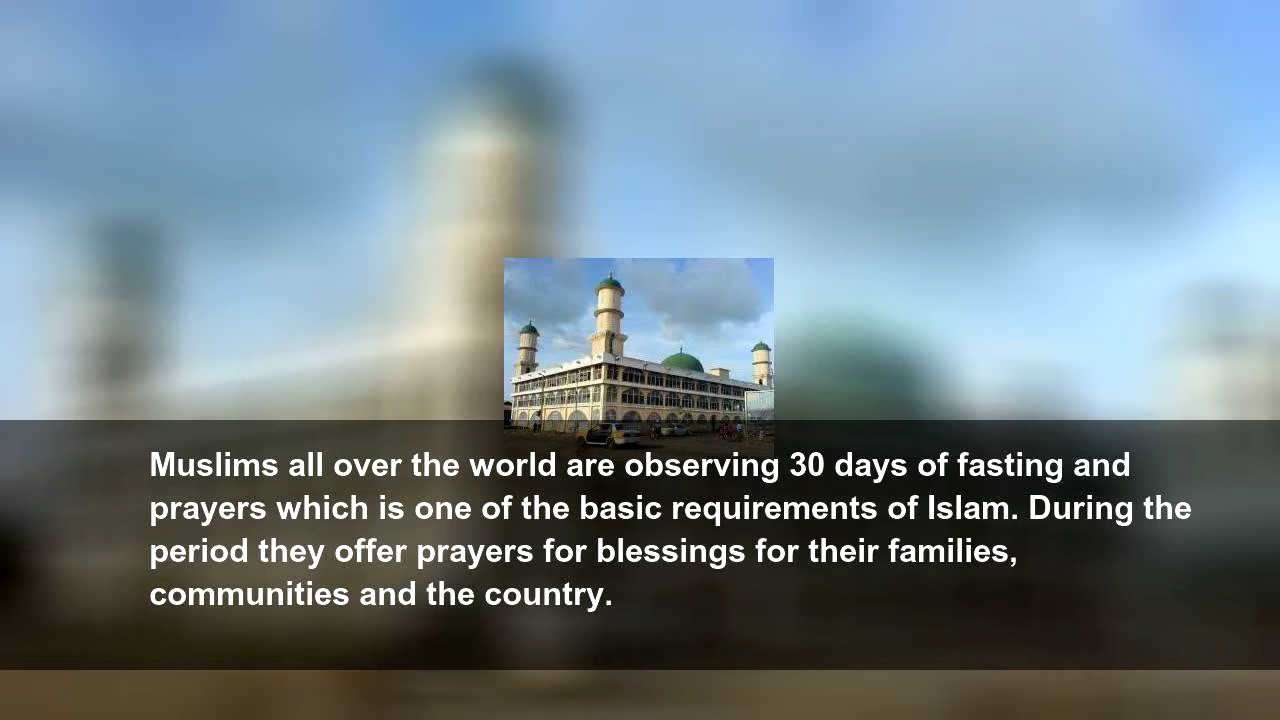 Muslims all over the world are observing 30 days of fasting and
prayers which is one of the basic requirements of Islam. During the
period they offer prayers for blessings for their families,
communities and the country.